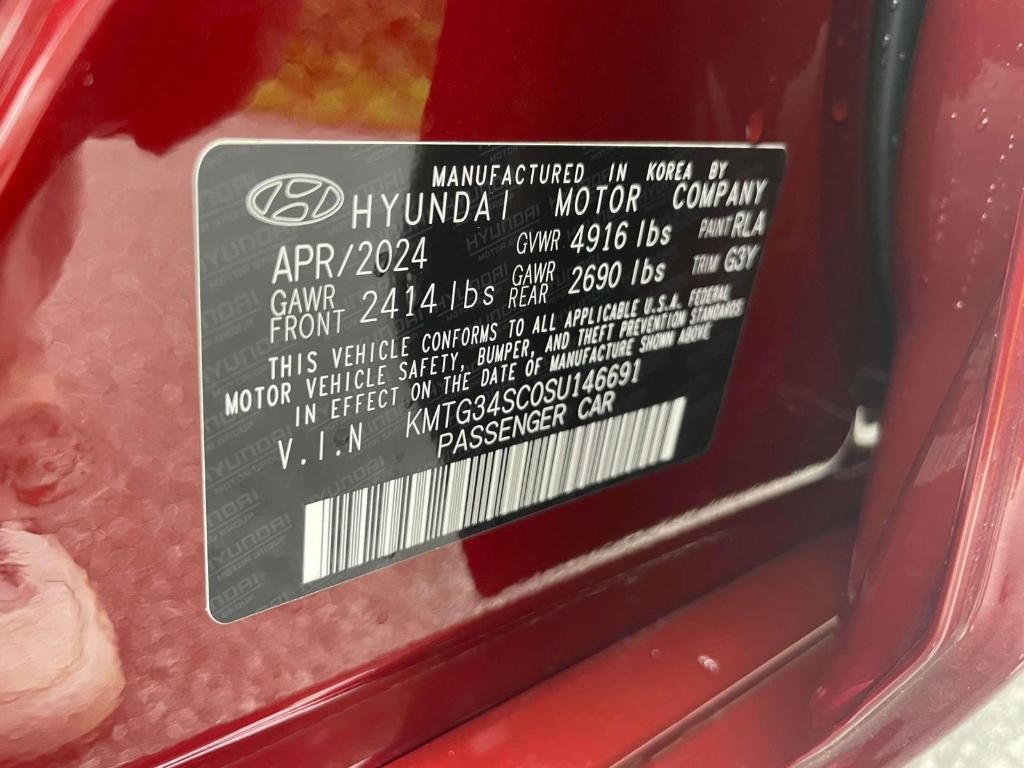 MANUFACTURED IN KOREA BY
HYUNDAI MOTOR COMPANY
APR/2024 GVWR 4916 lbs PAINT RLA
GAWR FRONT 2414 lbs GAWR REAR 2690 lbs TRIM G3Y
THIS VEHICLE CONFORMS TO ALL APPLICABLE U.S.A. FEDERAL
MOTOR VEHICLE SAFETY, BUMPER, AND THEFT PREVENTION STANDARDS
IN EFFECT ON THE DATE OF MANUFACTURE SHOWN ABOVE
V.I.N KMTG34SC0SU146691
PASSENGER CAR